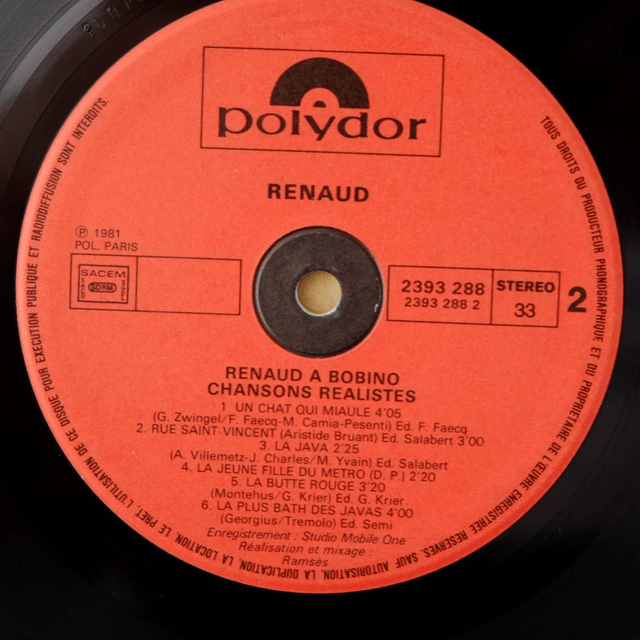 polydor
RENAUD
℗ 1981
POL. PARIS
SACEM
SDRM
2393 288
2393 288 2
STEREO
33
2
RENAUD A BOBINO
CHANSONS REALISTES
1. UN CHAT QUI MIAULE 4'05
(G. Zwingel/F. Faecq-M. Camia-Pesenti) Ed. F. Faecq
2. RUE SAINT-VINCENT (Aristide Bruant) Ed. Salabert 3'00
3. LA JAVA 2'25
(A. Villemetz-J. Charles/M. Yvain) Ed. Salabert
4. LA JEUNE FILLE DU METRO (D. P.) 2'20
5. LA BUTTE ROUGE 3'20
(Montehus/G. Krier) Ed. G. Krier
6. LA PLUS BATH DES JAVAS 4'00
(Georgius/Tremolo) Ed. Semi
Enregistrement : Studio Mobile One
Réalisation et mixage :
Ramsès
TOUS DROITS DU PRODUCTEUR PHONOGRAPHIQUE ET DU PROPRIETAIRE DE L'ŒUVRE ENREGISTREE RESERVES. SAUF AUTORISATION, LA DUPLICATION, LA LOCATION, LE PRET, L'UTILISATION DE CE DISQUE POUR EXECUTION PUBLIQUE ET RADIODIFFUSION SONT INTERDITS.